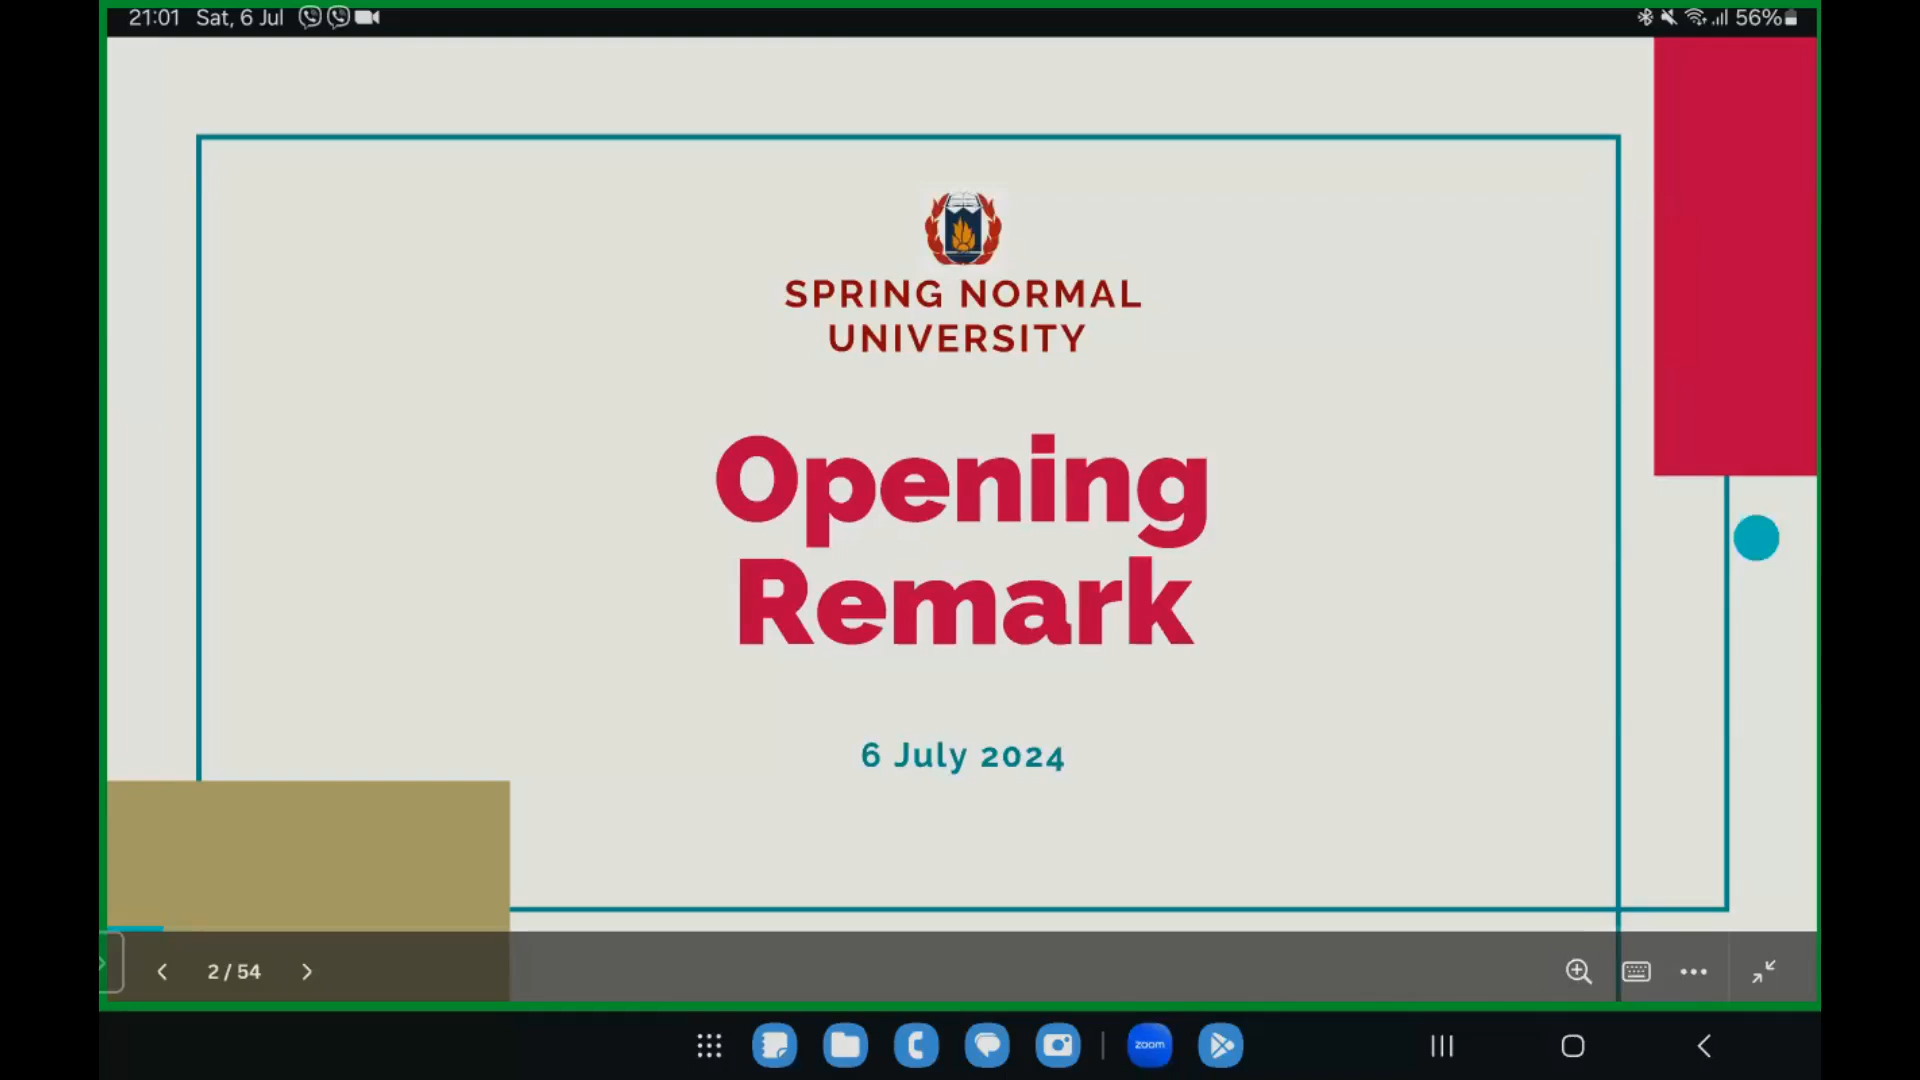 21:01 Sat, 6 Jul
56%
SPRING NORMAL
UNIVERSITY
Opening
Remark
6 July 2024
2 / 54
zoom